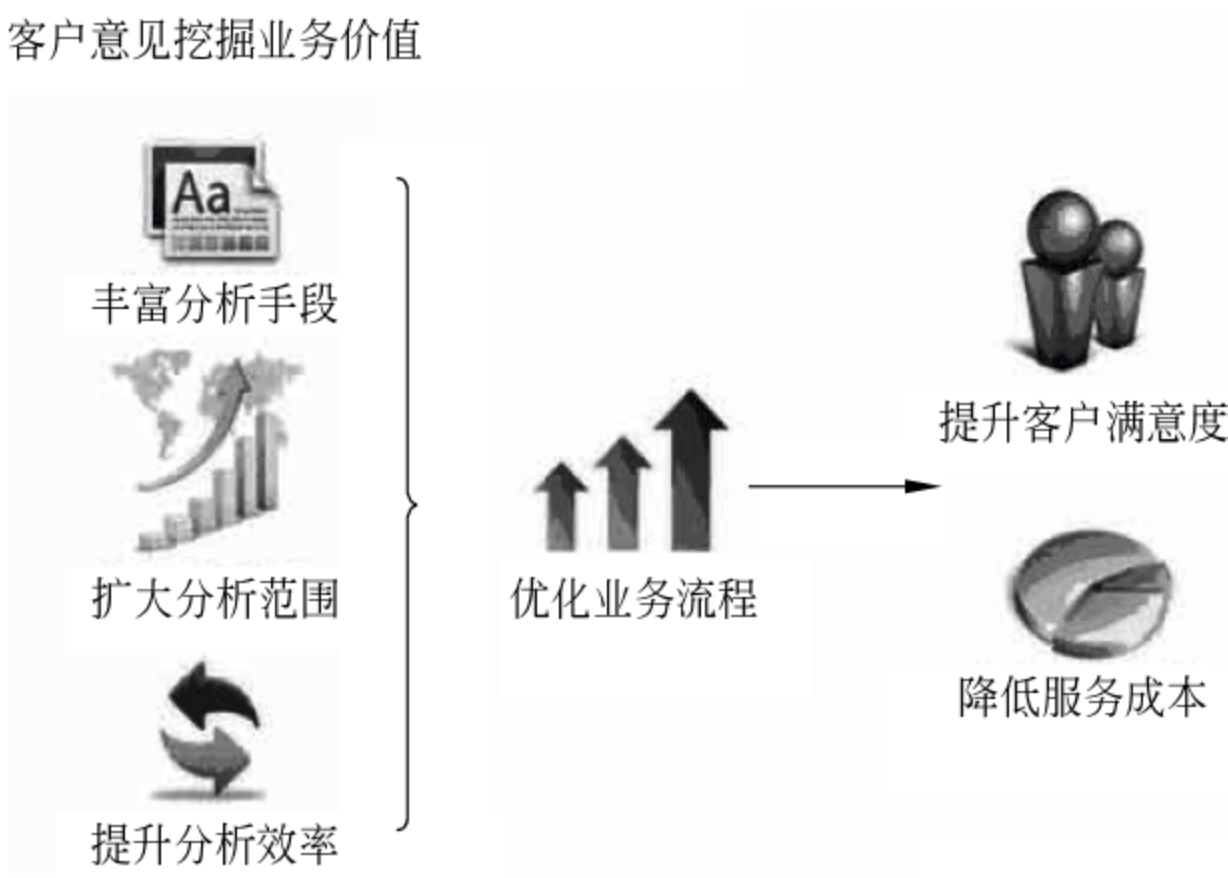 客户意见挖掘业务价值
Aa
丰富分析手段
扩大分析范围
提升分析效率
优化业务流程
提升客户满意度
降低服务成本